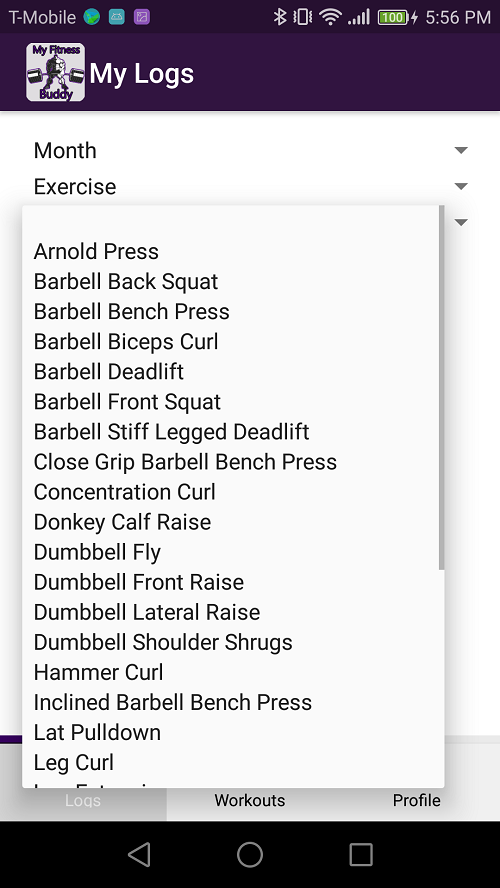 T-Mobile 100 5:56 PM
My Fitness
Buddy
My Logs
Month
Exercise
Arnold Press
Barbell Back Squat
Barbell Bench Press
Barbell Biceps Curl
Barbell Deadlift
Barbell Front Squat
Barbell Stiff Legged Deadlift
Close Grip Barbell Bench Press
Concentration Curl
Donkey Calf Raise
Dumbbell Fly
Dumbbell Front Raise
Dumbbell Lateral Raise
Dumbbell Shoulder Shrugs
Hammer Curl
Inclined Barbell Bench Press
Lat Pulldown
Leg Curl
Logs Workouts Profile